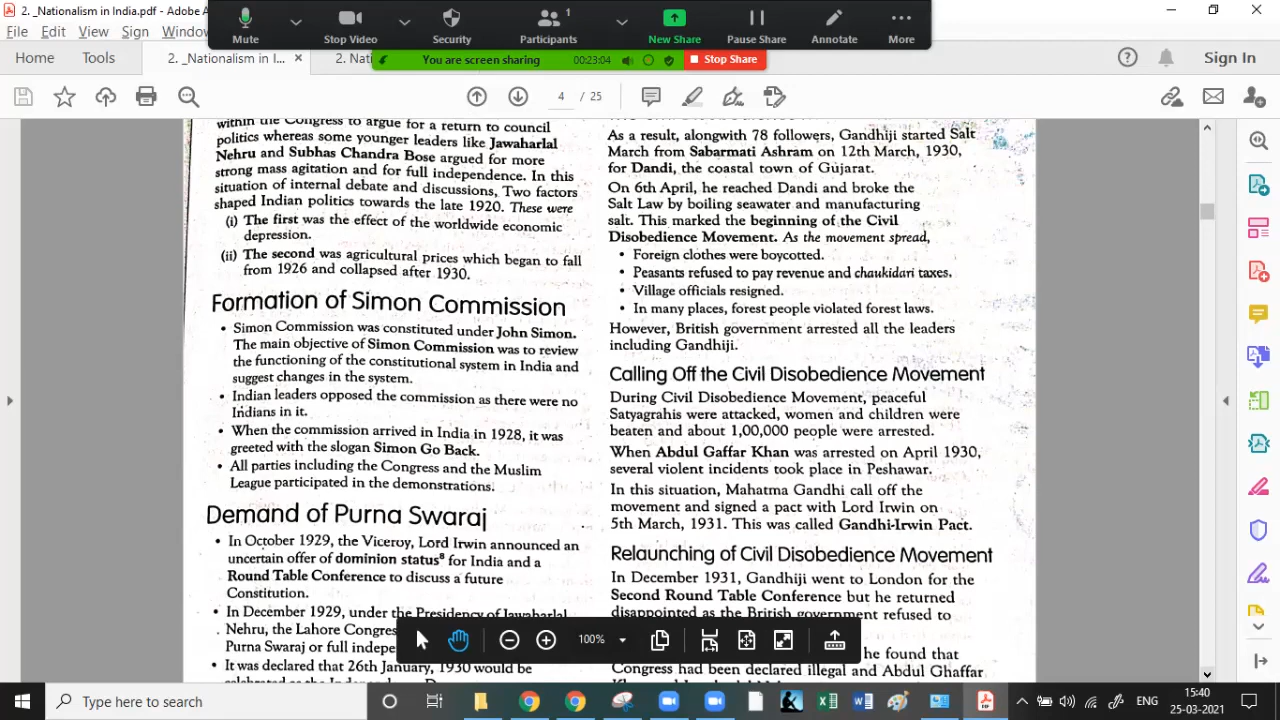 2. _Nationalism in India.pdf - Adobe A
File Edit View Sign Window
Mute
Stop Video
Security
Participants
1
New Share
Pause Share
Annotate
More
You are screen sharing
00:23:04
Stop Share
Home
Tools
2. _Nationalism in I...
2. Nati
Sign In
4 / 25
within the Congress to argue for a return to council
politics whereas some younger leaders like Jawaharlal
Nehru and Subhas Chandra Bose argued for more
strong mass agitation and for full independence. In this
situation of internal debate and discussions, Two factors
shaped Indian politics towards the late 1920. These were
(i) The first was the effect of the worldwide economic
depression.
(ii) The second was agricultural prices which began to fall
from 1926 and collapsed after 1930.
Formation of Simon Commission
• Simon Commission was constituted under John Simon.
The main objective of Simon Commission was to review
the functioning of the constitutional system in India and
suggest changes in the system.
• Indian leaders opposed the commission as there were no
Indians in it.
• When the commission arrived in India in 1928, it was
greeted with the slogan Simon Go Back.
• All parties including the Congress and the Muslim
League participated in the demonstrations.
Demand of Purna Swaraj
• In October 1929, the Viceroy, Lord Irwin announced an
uncertain offer of dominion status⁸ for India and a
Round Table Conference to discuss a future
Constitution.
• In December 1929, under the Presidency of Jawaharlal
Nehru, the Lahore Congres
Purna Swaraj or full indepe
• It was declared that 26th January, 1930 would be
As a result, alongwith 78 followers, Gandhiji started Salt
March from Sabarmati Ashram on 12th March, 1930,
for Dandi, the coastal town of Gujarat.
On 6th April, he reached Dandi and broke the
Salt Law by boiling seawater and manufacturing
salt. This marked the beginning of the Civil
Disobedience Movement. As the movement spread,
• Foreign clothes were boycotted.
• Peasants refused to pay revenue and chaukidari taxes.
• Village officials resigned.
• In many places, forest people violated forest laws.
However, British government arrested all the leaders
including Gandhiji.
Calling Off the Civil Disobedience Movement
During Civil Disobedience Movement, peaceful
Satyagrahis were attacked, women and children were
beaten and about 1,00,000 people were arrested.
When Abdul Gaffar Khan was arrested on April 1930,
several violent incidents took place in Peshawar.
In this situation, Mahatma Gandhi call off the
movement and signed a pact with Lord Irwin on
5th March, 1931. This was called Gandhi-Irwin Pact.
Relaunching of Civil Disobedience Movement
In December 1931, Gandhiji went to London for the
Second Round Table Conference but he returned
disappointed as the British government refused to
he found that
Congress had been declared illegal and Abdul Ghaffar
100%
Type here to search
ENG
15:40
25-03-2021